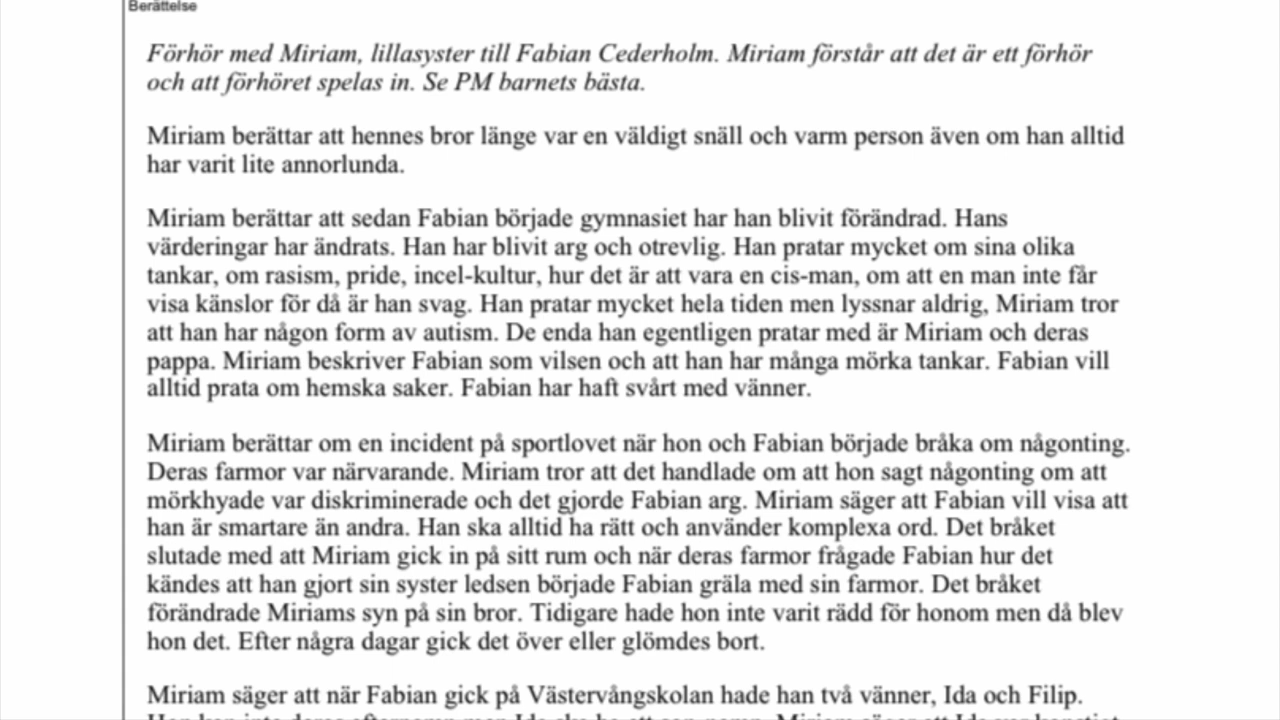 Berättelse
Förhör med Miriam, lillasyster till Fabian Cederholm. Miriam förstår att det är ett förhör
och att förhöret spelas in. Se PM barnets bästa.
Miriam berättar att hennes bror länge var en väldigt snäll och varm person även om han alltid
har varit lite annorlunda.
Miriam berättar att sedan Fabian började gymnasiet har han blivit förändrad. Hans
värderingar har ändrats. Han har blivit arg och otrevlig. Han pratar mycket om sina olika
tankar, om rasism, pride, incel-kultur, hur det är att vara en cis-man, om att en man inte får
visa känslor för då är han svag. Han pratar mycket hela tiden men lyssnar aldrig, Miriam tror
att han har någon form av autism. De enda han egentligen pratar med är Miriam och deras
pappa. Miriam beskriver Fabian som vilsen och att han har många mörka tankar. Fabian vill
alltid prata om hemska saker. Fabian har haft svårt med vänner.
Miriam berättar om en incident på sportlovet när hon och Fabian började bråka om någonting.
Deras farmor var närvarande. Miriam tror att det handlade om att hon sagt någonting om att
mörkhyade var diskriminerade och det gjorde Fabian arg. Miriam säger att Fabian vill visa att
han är smartare än andra. Han ska alltid ha rätt och använder komplexa ord. Det bråket
slutade med att Miriam gick in på sitt rum och när deras farmor frågade Fabian hur det
kändes att han gjort sin syster ledsen började Fabian gräla med sin farmor. Det bråket
förändrade Miriams syn på sin bror. Tidigare hade hon inte varit rädd för honom men då blev
hon det. Efter några dagar gick det över eller glömdes bort.
Miriam säger att när Fabian gick på Västervångskolan hade han två vänner, Ida och Filip.